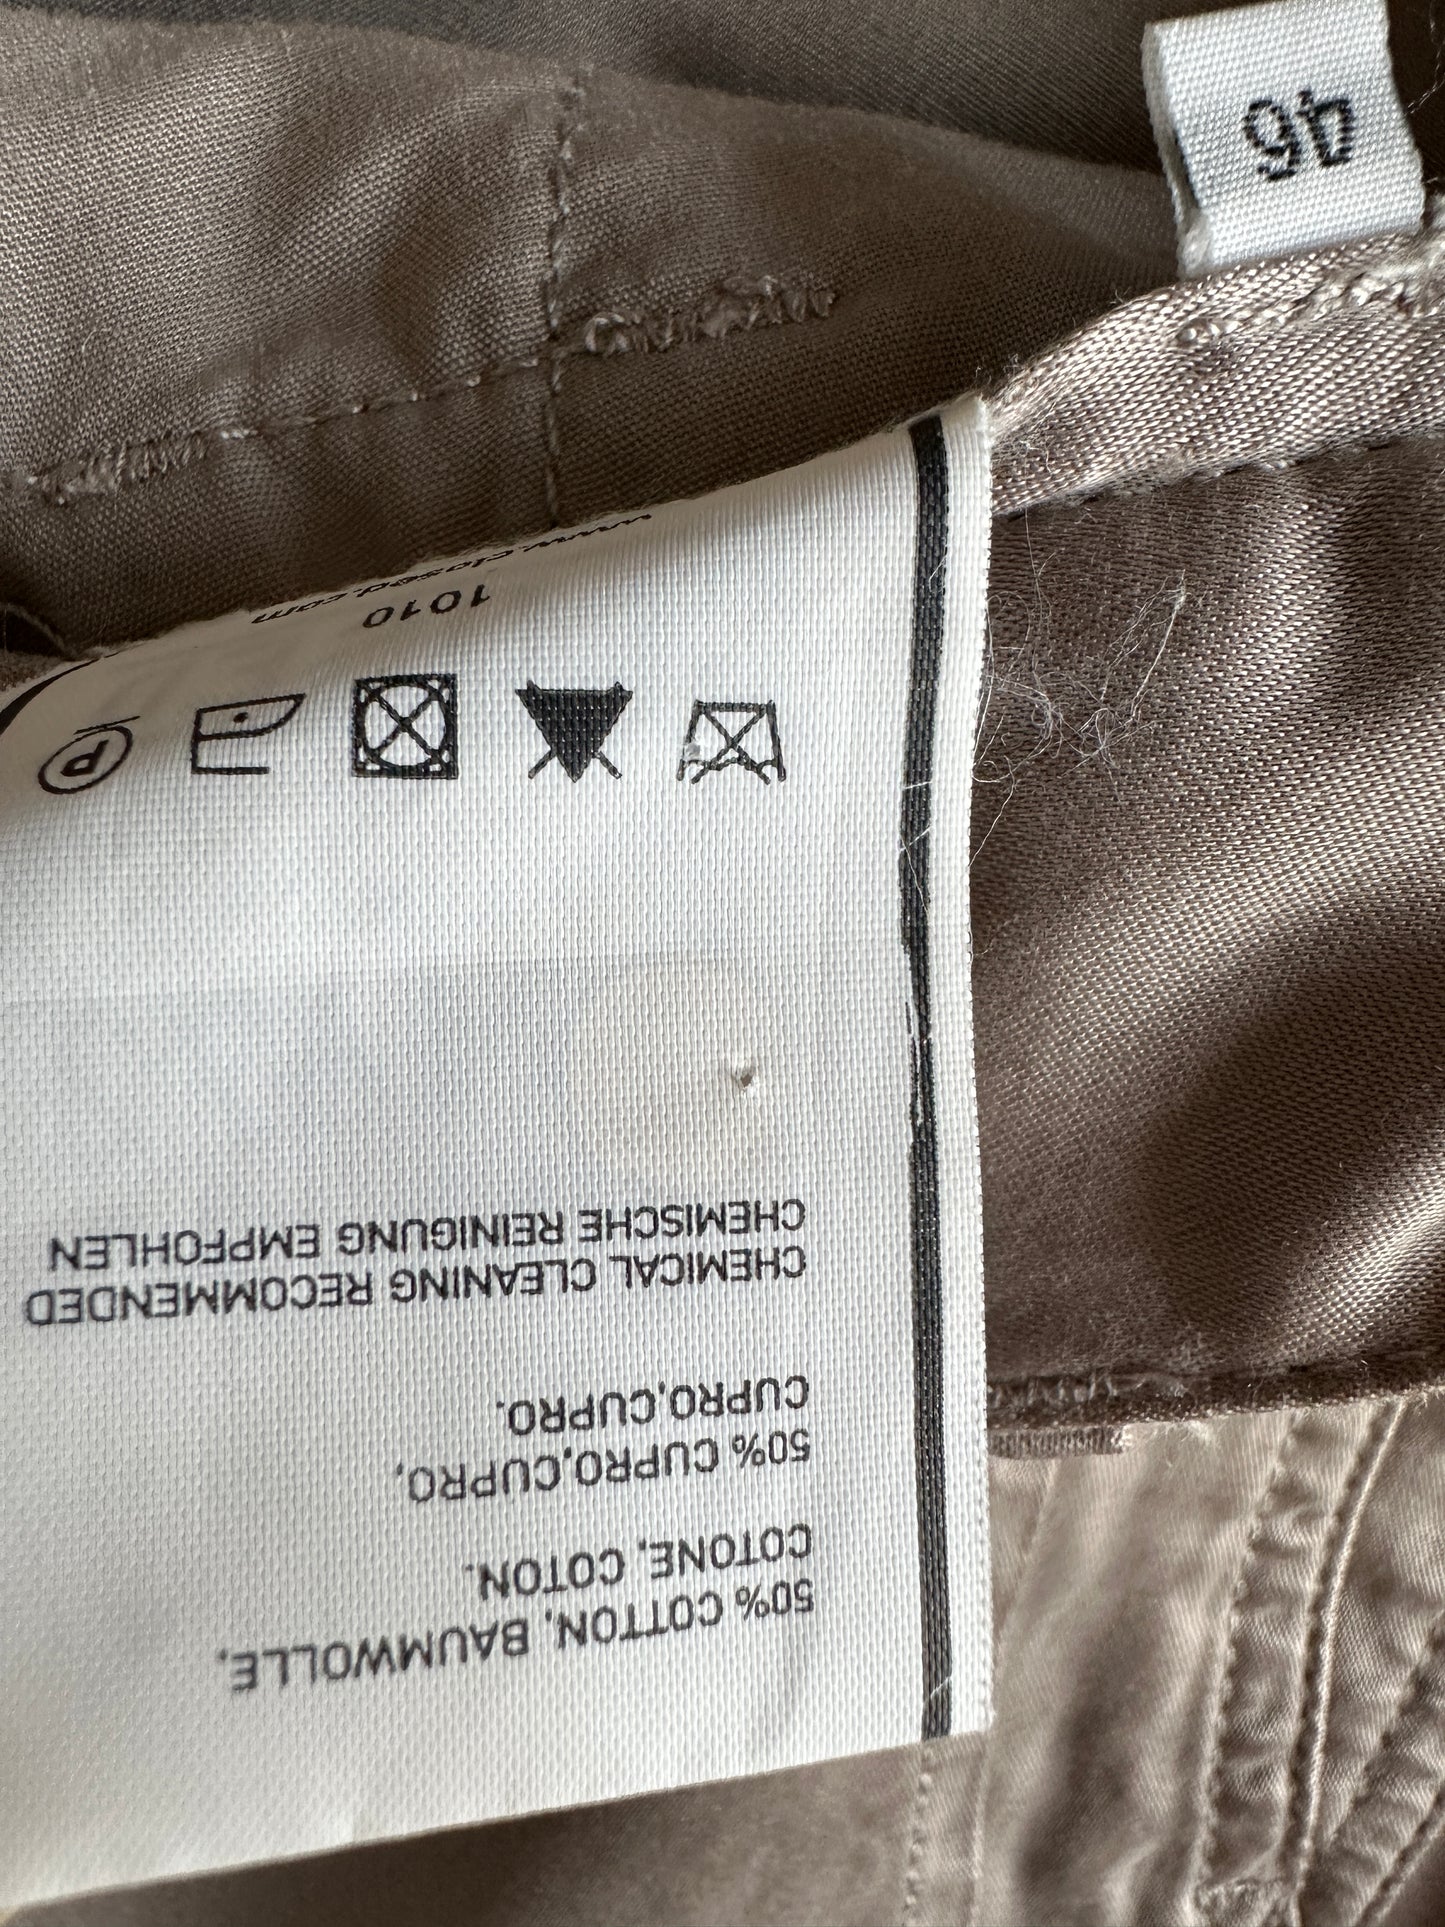 46
50% COTTON, BAUMWOLLE,
COTONE, COTON.
50% CUPRO,CUPRO,
CUPRO,CUPRO.
CHEMICAL CLEANING RECOMMENDED
CHEMISCHE REINIGUNG EMPFOHLEN
P
1010
www.closed.com